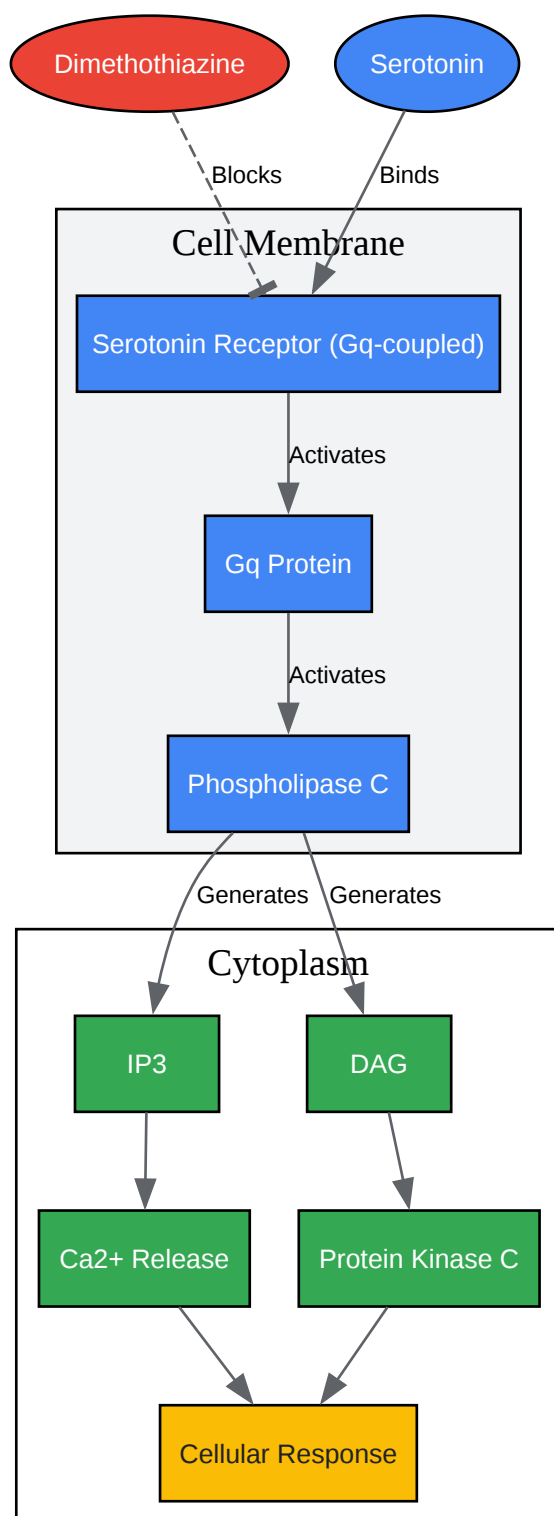 Dimethothiazine
Serotonin
Blocks
Binds
Cell Membrane
Serotonin Receptor (Gq-coupled)
Activates
Gq Protein
Activates
Phospholipase C
Generates
Generates
Cytoplasm
IP3
DAG
Ca2+ Release
Protein Kinase C
Cellular Response